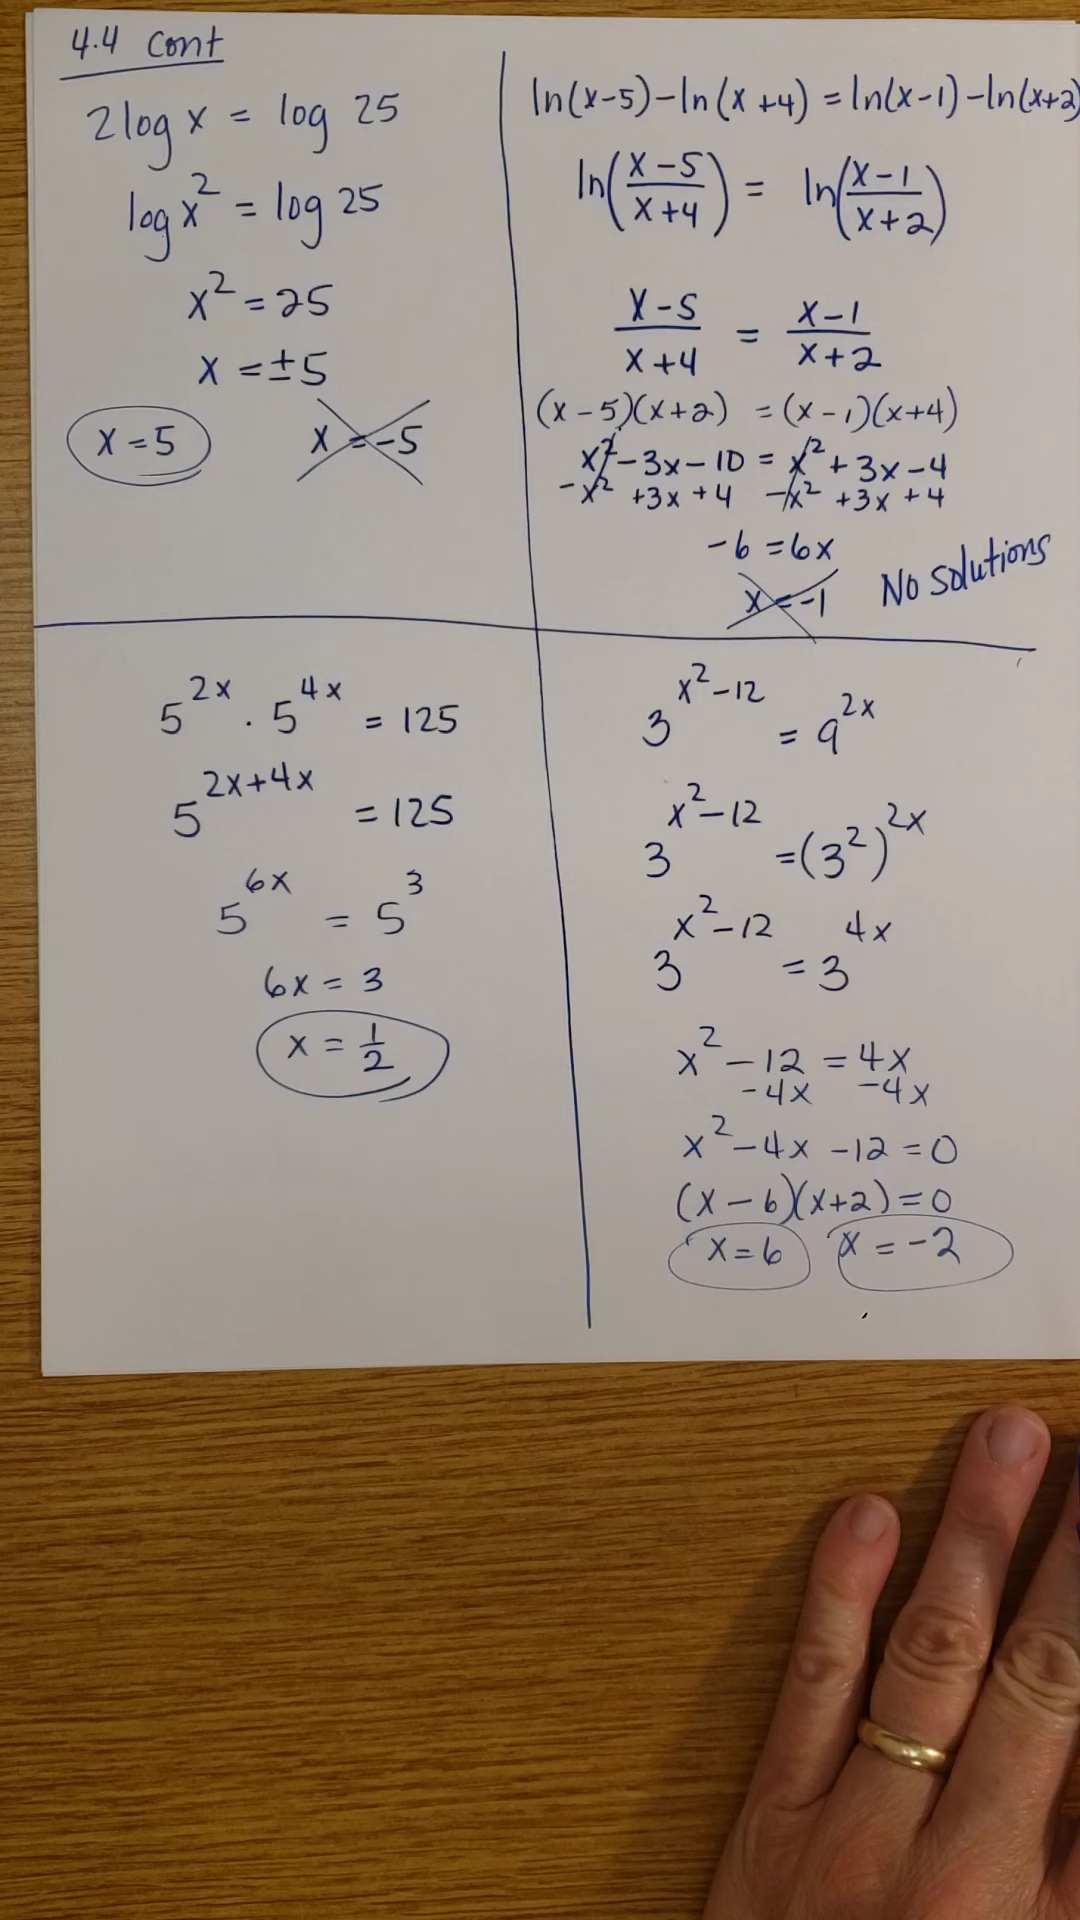 4.4 Cont
2log x = log 25
log x² = log 25
x² = 25
x = ±5
x = 5 x = -5
ln(x-5)-ln(x+4) = ln(x-1)-ln(x+2)
ln((x-5)/(x+4)) = ln((x-1)/(x+2))
(x-5)/(x+4) = (x-1)/(x+2)
(x-5)(x+2) = (x-1)(x+4)
x²-3x-10 = x²+3x-4
-x² +3x+4 -x² +3x+4
-6 = 6x
x = -1 No solutions
5^(2x) · 5^(4x) = 125
5^(2x+4x) = 125
5^(6x) = 5³
6x = 3
x = 1/2
3^(x²-12) = 9^(2x)
3^(x²-12) = (3²)^(2x)
3^(x²-12) = 3^(4x)
x² - 12 = 4x
-4x -4x
x² - 4x - 12 = 0
(x-6)(x+2) = 0
x = 6 x = -2